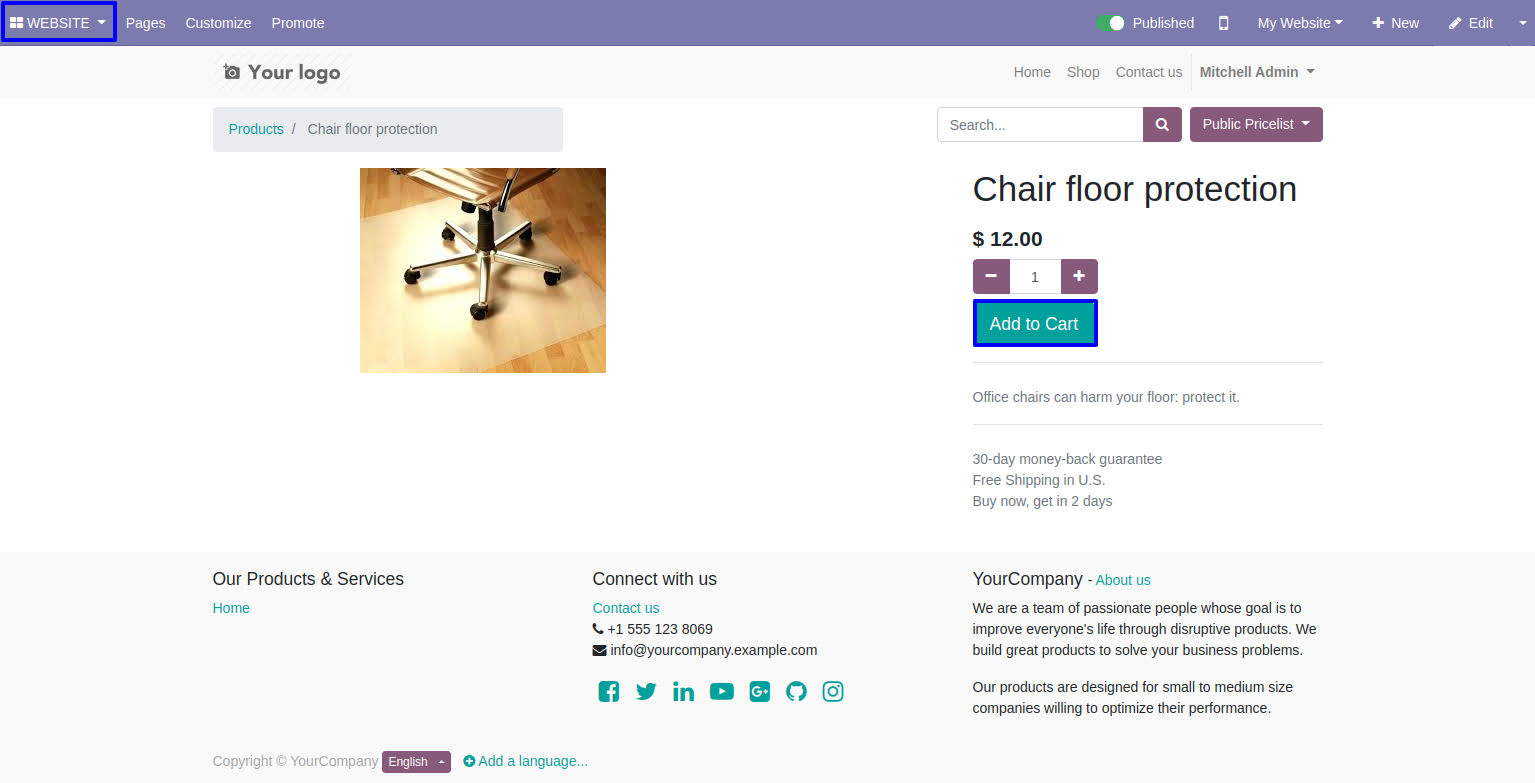 WEBSITE Pages Customize Promote Published My Website New Edit
Your logo Home Shop Contact us Mitchell Admin
Products / Chair floor protection Search... Public Pricelist
Chair floor protection
$ 12.00
1
Add to Cart
Office chairs can harm your floor: protect it.
30-day money-back guarantee
Free Shipping in U.S.
Buy now, get in 2 days
Our Products & Services
Home
Connect with us
Contact us
+1 555 123 8069
info@yourcompany.example.com
YourCompany - About us
We are a team of passionate people whose goal is to
improve everyone's life through disruptive products. We
build great products to solve your business problems.
Our products are designed for small to medium size
companies willing to optimize their performance.
Copyright © YourCompany English Add a language...